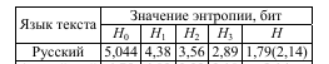 Язык текста Значение энтропии, бит
H₀ H₁ H₂ H₃ H
Русский 5,044 4,38 3,56 2,89 1,79(2,14)